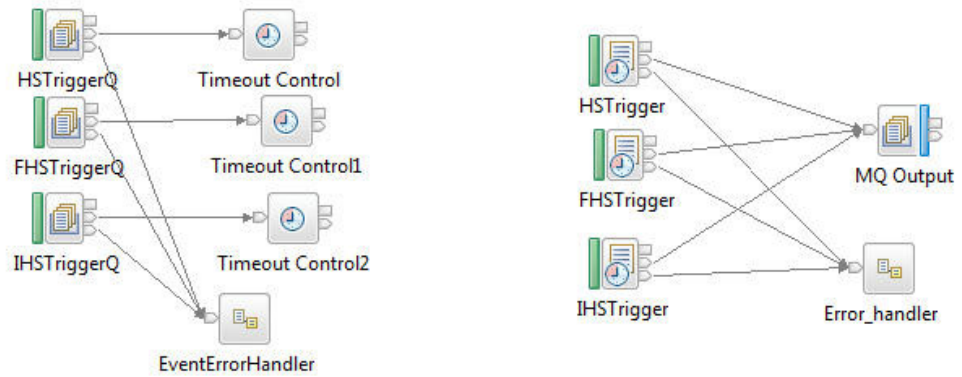 HSTriggerQ
Timeout Control
FHSTriggerQ
Timeout Control1
IHSTriggerQ
Timeout Control2
EventErrorHandler
HSTrigger
FHSTrigger
MQ Output
IHSTrigger
Error_handler